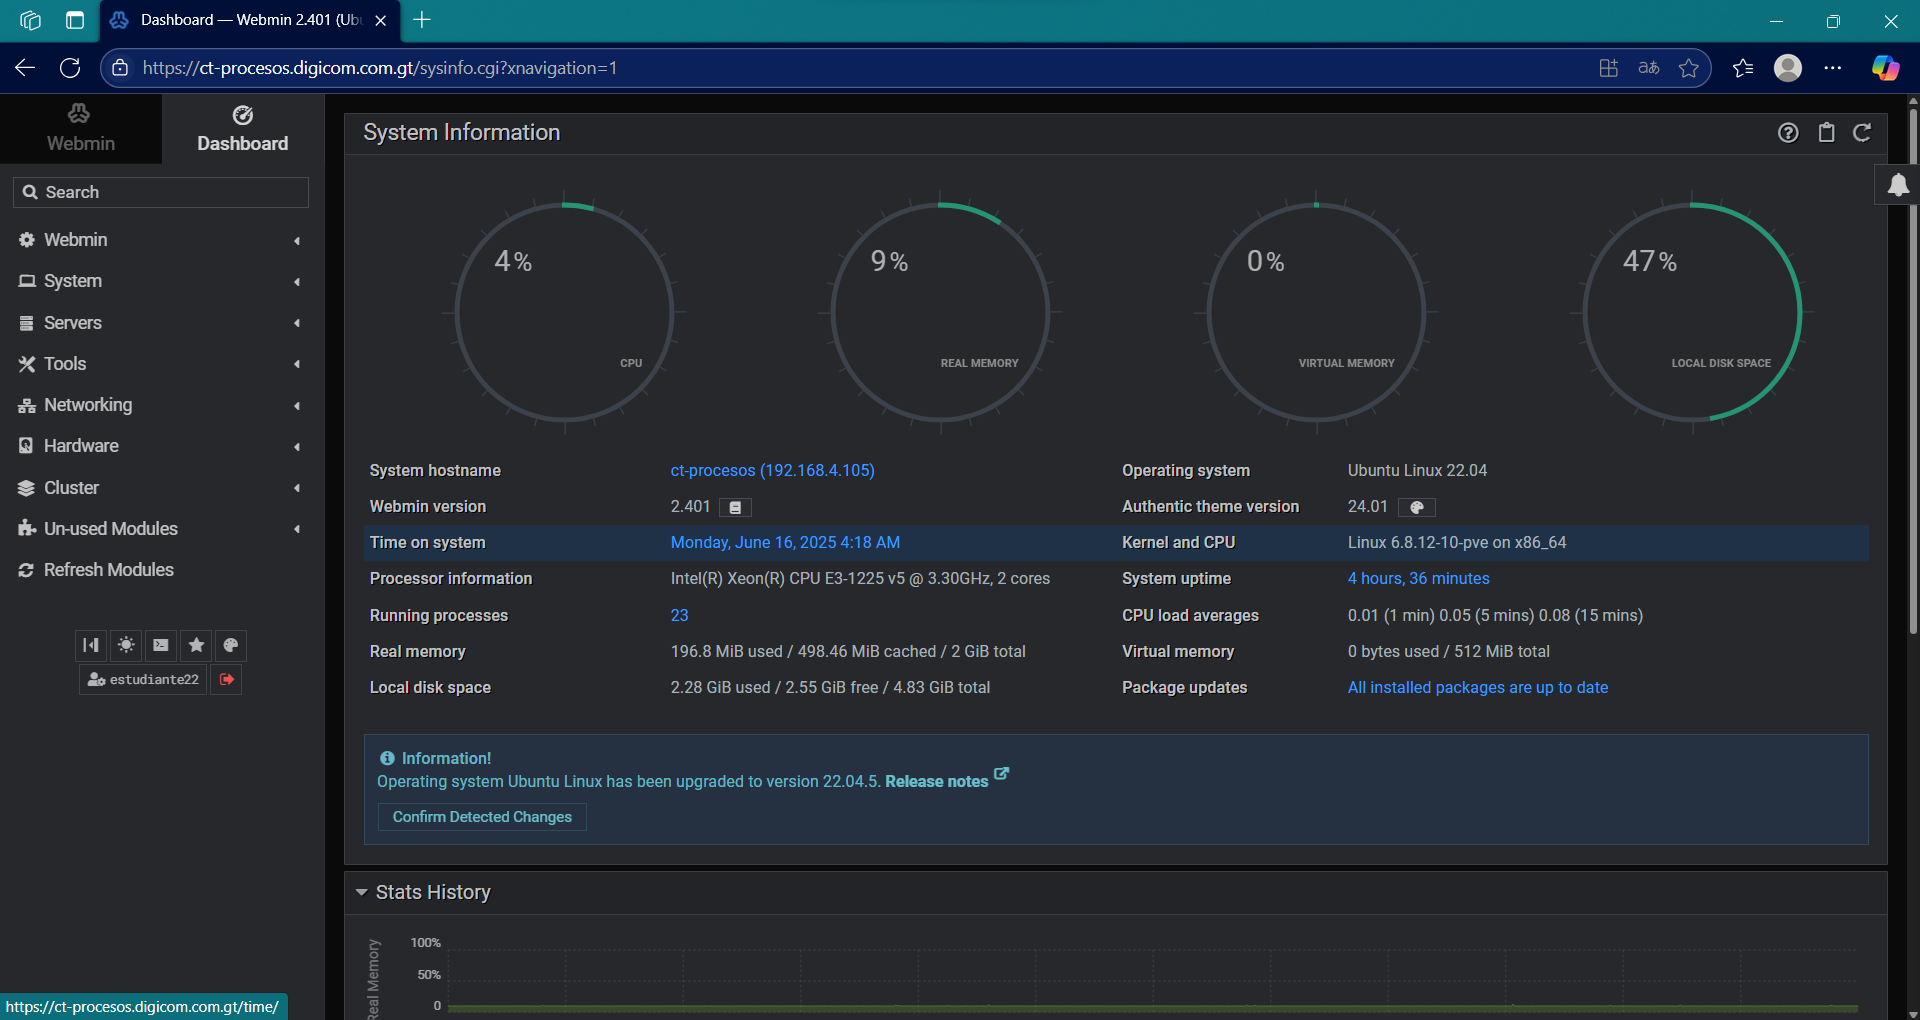 Dashboard — Webmin 2.401 (Ubu
https://ct-procesos.digicom.com.gt/sysinfo.cgi?xnavigation=1
Webmin
Dashboard
Search
Webmin
System
Servers
Tools
Networking
Hardware
Cluster
Un-used Modules
Refresh Modules
estudiante22
System Information
4%
CPU
9%
REAL MEMORY
0%
VIRTUAL MEMORY
47%
LOCAL DISK SPACE
System hostname ct-procesos (192.168.4.105) Operating system Ubuntu Linux 22.04
Webmin version 2.401 Authentic theme version 24.01
Time on system Monday, June 16, 2025 4:18 AM Kernel and CPU Linux 6.8.12-10-pve on x86_64
Processor information Intel(R) Xeon(R) CPU E3-1225 v5 @ 3.30GHz, 2 cores System uptime 4 hours, 36 minutes
Running processes 23 CPU load averages 0.01 (1 min) 0.05 (5 mins) 0.08 (15 mins)
Real memory 196.8 MiB used / 498.46 MiB cached / 2 GiB total Virtual memory 0 bytes used / 512 MiB total
Local disk space 2.28 GiB used / 2.55 GiB free / 4.83 GiB total Package updates All installed packages are up to date
Information!
Operating system Ubuntu Linux has been upgraded to version 22.04.5. Release notes
Confirm Detected Changes
Stats History
Real Memory
100%
50%
0
https://ct-procesos.digicom.com.gt/time/